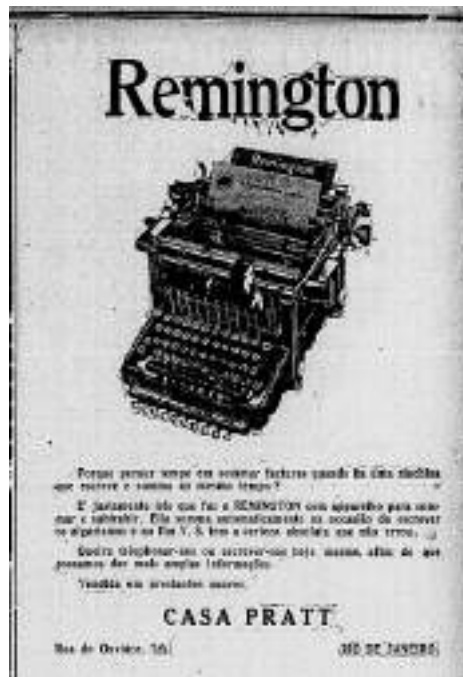 Remington
Remington
Porque perder tempo em sommar facturas quando ha uma machina
que escreve e somma ao mesmo tempo ?
E' justamente isto que faz a REMINGTON com apparelho para som-
mar e subtrahir. Ella somma automaticamente na occasião de escrever
os algarismos e no fim V. S. tem a certeza absoluta que não errou.
Queira telephonar-nos ou escrever-nos hoje mesmo, afim de que
possamos dar mais amplas informações.
Vendida em prestações suaves.
CASA PRATT
Rua do Ouvidor,
RIO DE JANEIRO